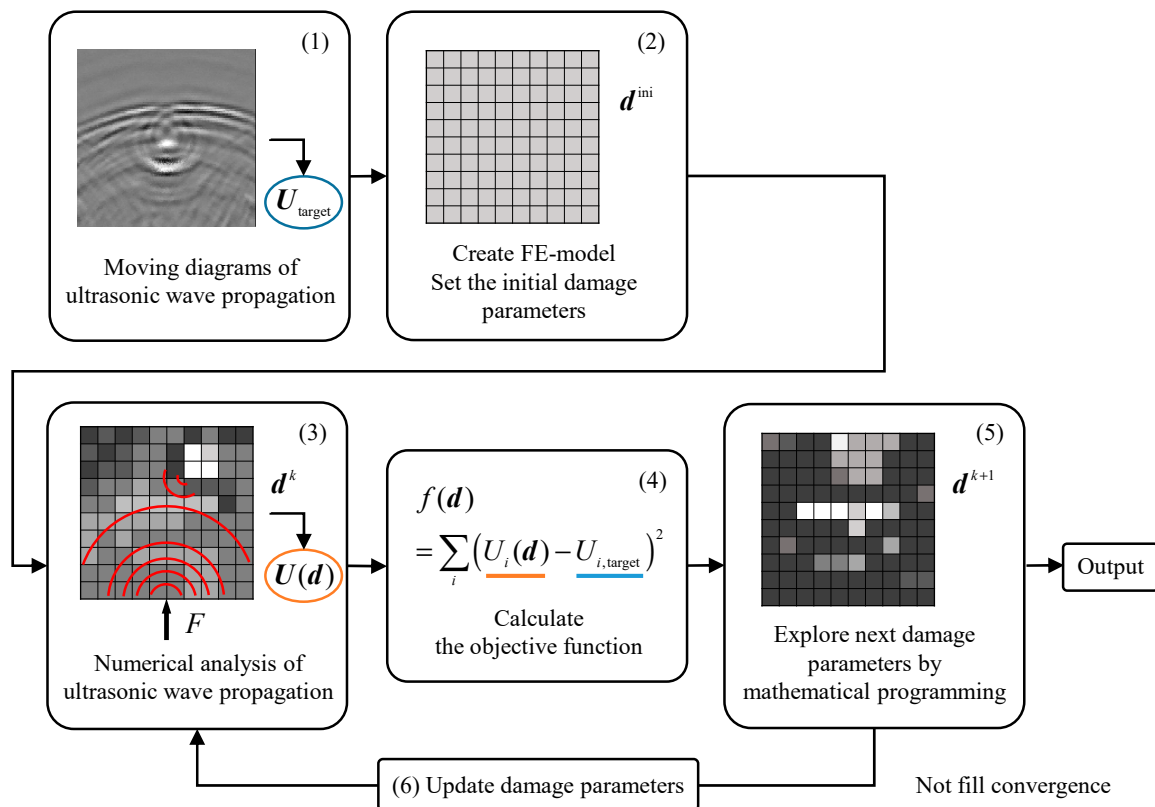 (1)
U target
Moving diagrams of
ultrasonic wave propagation
(2)
d^ini
Create FE-model
Set the initial damage
parameters
(3)
d^k
U(d)
F
Numerical analysis of
ultrasonic wave propagation
(4)
f(d)
= ∑_i (U_i(d) − U_i,target)^2
Calculate
the objective function
(5)
d^k+1
Explore next damage
parameters by
mathematical programming
Output
(6) Update damage parameters
Not fill convergence